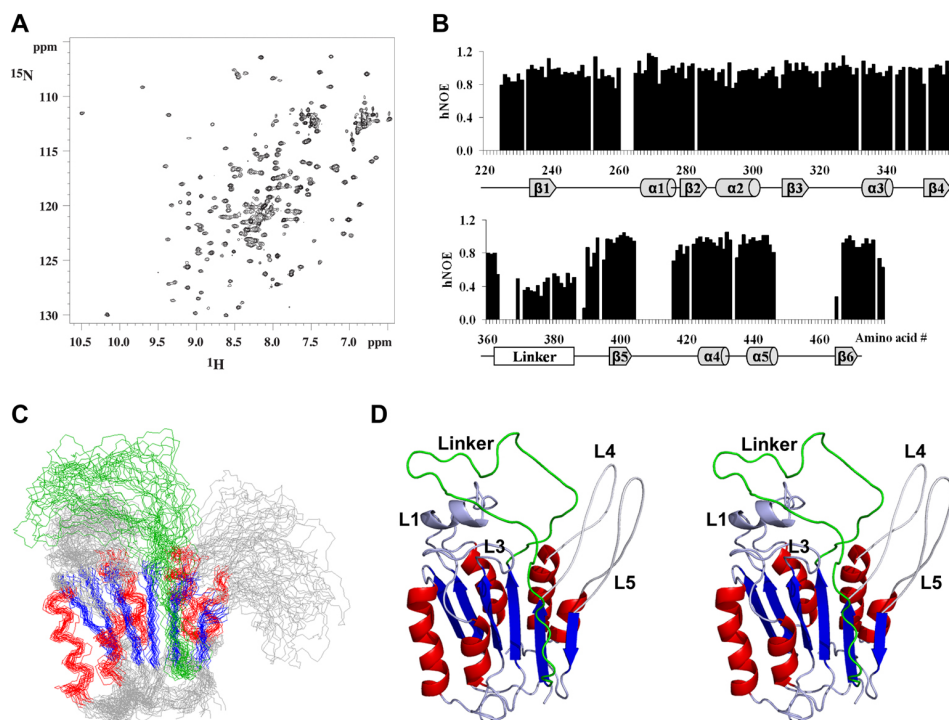 A
ppm
15N
110
115
120
125
130
10.5 10.0 9.5 9.0 8.5 8.0 7.5 7.0 ppm
1H
B
hNOE
1.2
0.8
0.4
0.0
220 240 260 280 300 320 340
β1 α1 β2 α2 β3 α3 β4
hNOE
1.2
0.8
0.4
0.0
360 380 400 420 440 460 Amino acid #
Linker β5 α4 α5 β6
C
D
Linker
L4
L1
L3
L5
Linker
L4
L1
L3
L5